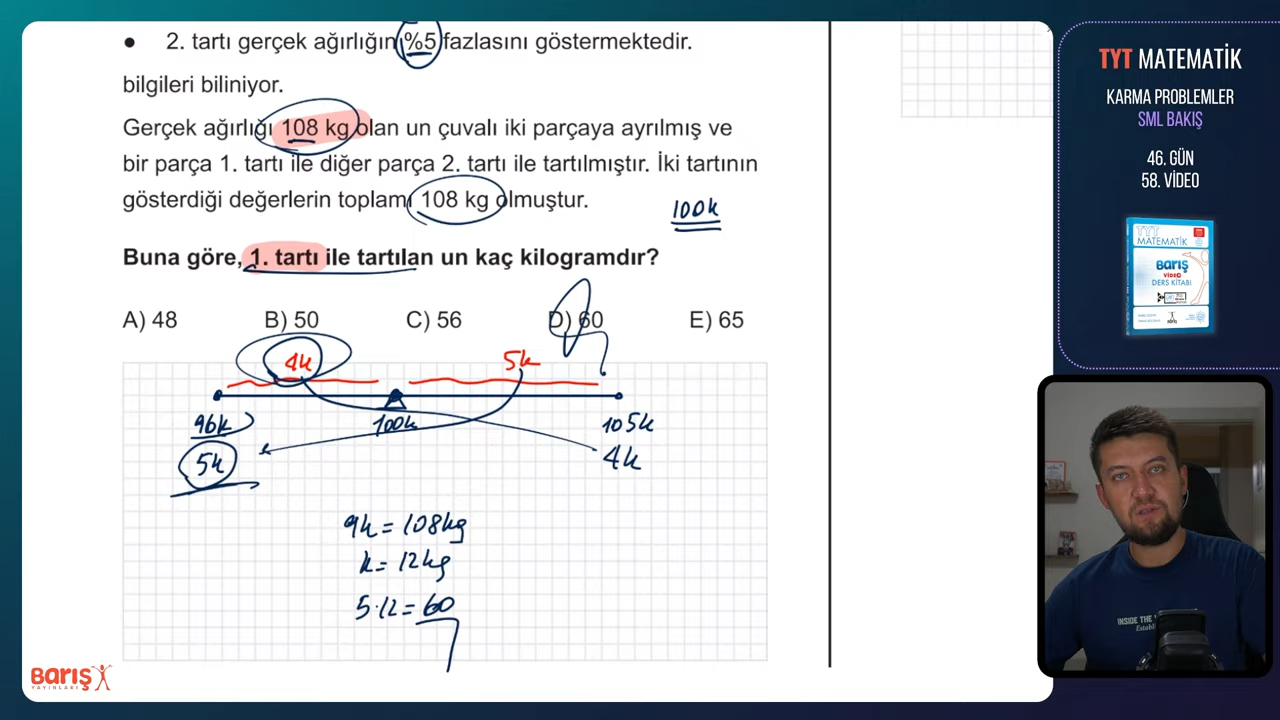 • 2. tartı gerçek ağırlığın %5 fazlasını göstermektedir.
bilgileri biliniyor.
Gerçek ağırlığı 108 kg olan un çuvalı iki parçaya ayrılmış ve
bir parça 1. tartı ile diğer parça 2. tartı ile tartılmıştır. İki tartının
gösterdiği değerlerin toplamı 108 kg olmuştur.
100k
Buna göre, 1. tartı ile tartılan un kaç kilogramdır?
A) 48 B) 50 C) 56 D) 60 E) 65
4k 5k
96k 100k 105k
5k 4k
9k = 108kg
k = 12kg
5·12 = 60
BARIŞ
YAYINLARI
TYT MATEMATİK
KARMA PROBLEMLER
SML BAKIŞ
46. GÜN
58. VİDEO
TYT
MATEMATİK
BARIŞ
VİDEO
DERS KİTABI
INSIDE THE